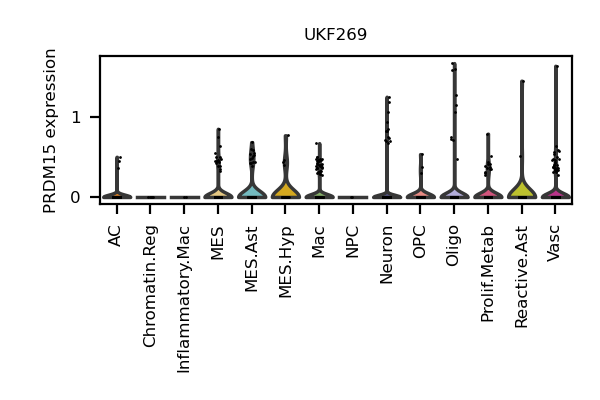 UKF269
PRDM15 expression
1
0
AC
Chromatin.Reg
Inflammatory.Mac
MES
MES.Ast
MES.Hyp
Mac
NPC
Neuron
OPC
Oligo
Prolif.Metab
Reactive.Ast
Vasc